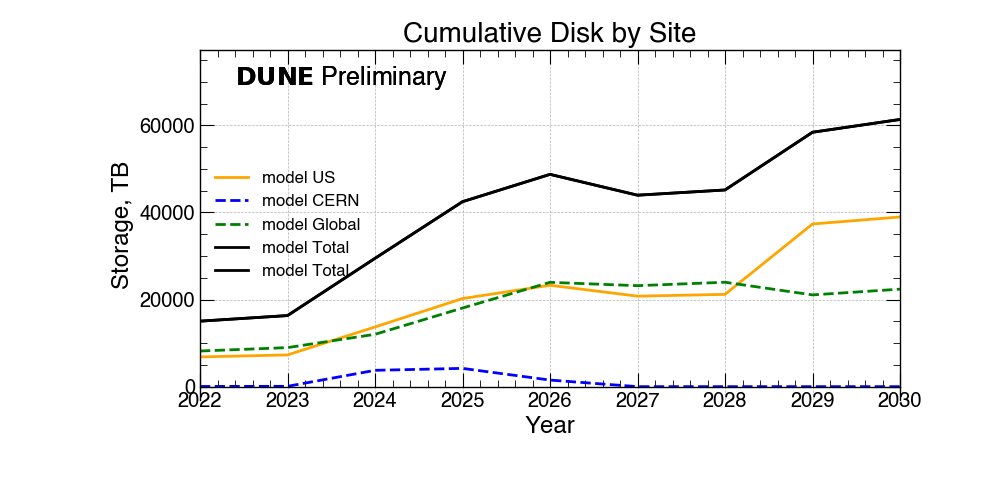 Cumulative Disk by Site
DUNE Preliminary
60000
40000
20000
0
Storage, TB
model US
model CERN
model Global
model Total
model Total
2022 2023 2024 2025 2026 2027 2028 2029 2030
Year